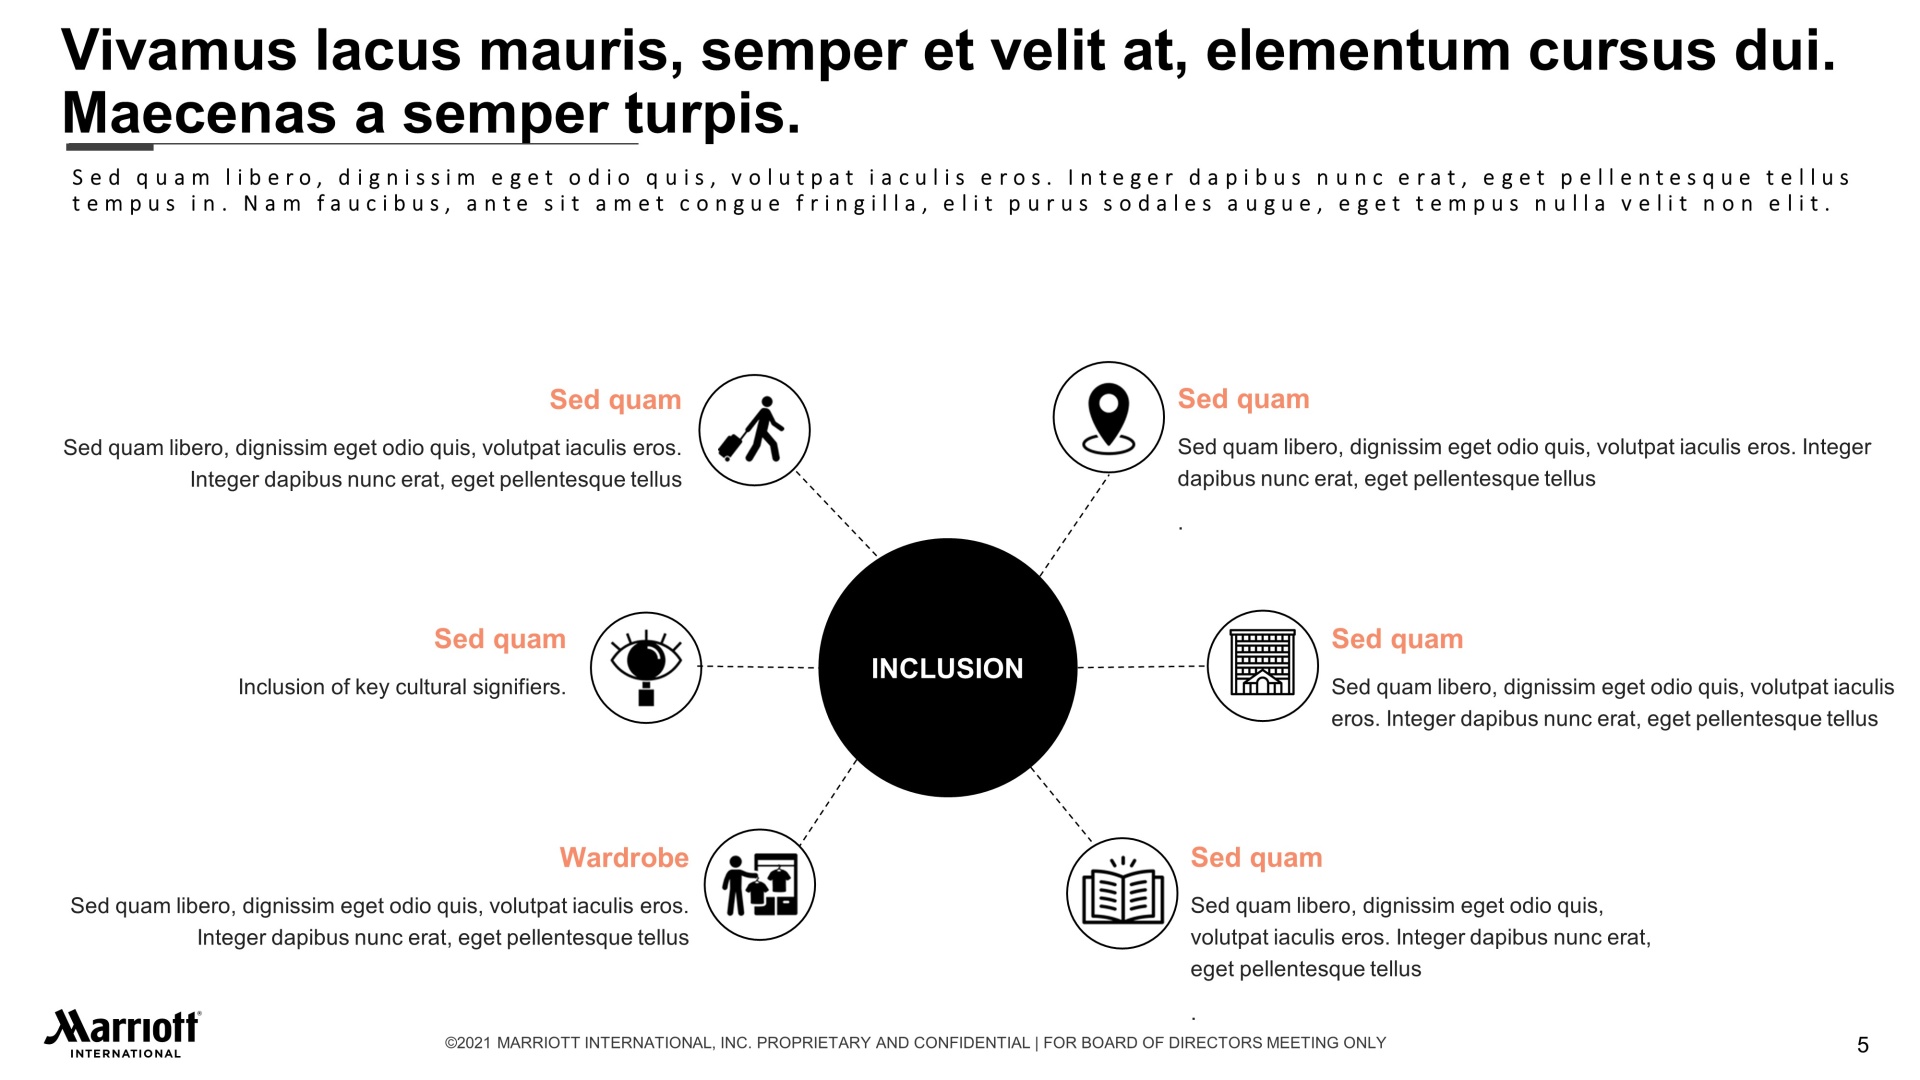 Vivamus lacus mauris, semper et velit at, elementum cursus dui.
Maecenas a semper turpis.
Sed quam libero, dignissim eget odio quis, volutpat iaculis eros. Integer dapibus nunc erat, eget pellentesque tellus
tempus in. Nam faucibus, ante sit amet congue fringilla, elit purus sodales augue, eget tempus nulla velit non elit.
Sed quam
Sed quam libero, dignissim eget odio quis, volutpat iaculis eros.
Integer dapibus nunc erat, eget pellentesque tellus
Sed quam
Sed quam libero, dignissim eget odio quis, volutpat iaculis eros. Integer
dapibus nunc erat, eget pellentesque tellus
.
Sed quam
Inclusion of key cultural signifiers.
INCLUSION
Sed quam
Sed quam libero, dignissim eget odio quis, volutpat iaculis
eros. Integer dapibus nunc erat, eget pellentesque tellus
Wardrobe
Sed quam libero, dignissim eget odio quis, volutpat iaculis eros.
Integer dapibus nunc erat, eget pellentesque tellus
Sed quam
Sed quam libero, dignissim eget odio quis,
volutpat iaculis eros. Integer dapibus nunc erat,
eget pellentesque tellus
.
Marriott®
INTERNATIONAL
©2021 MARRIOTT INTERNATIONAL, INC. PROPRIETARY AND CONFIDENTIAL | FOR BOARD OF DIRECTORS MEETING ONLY
5